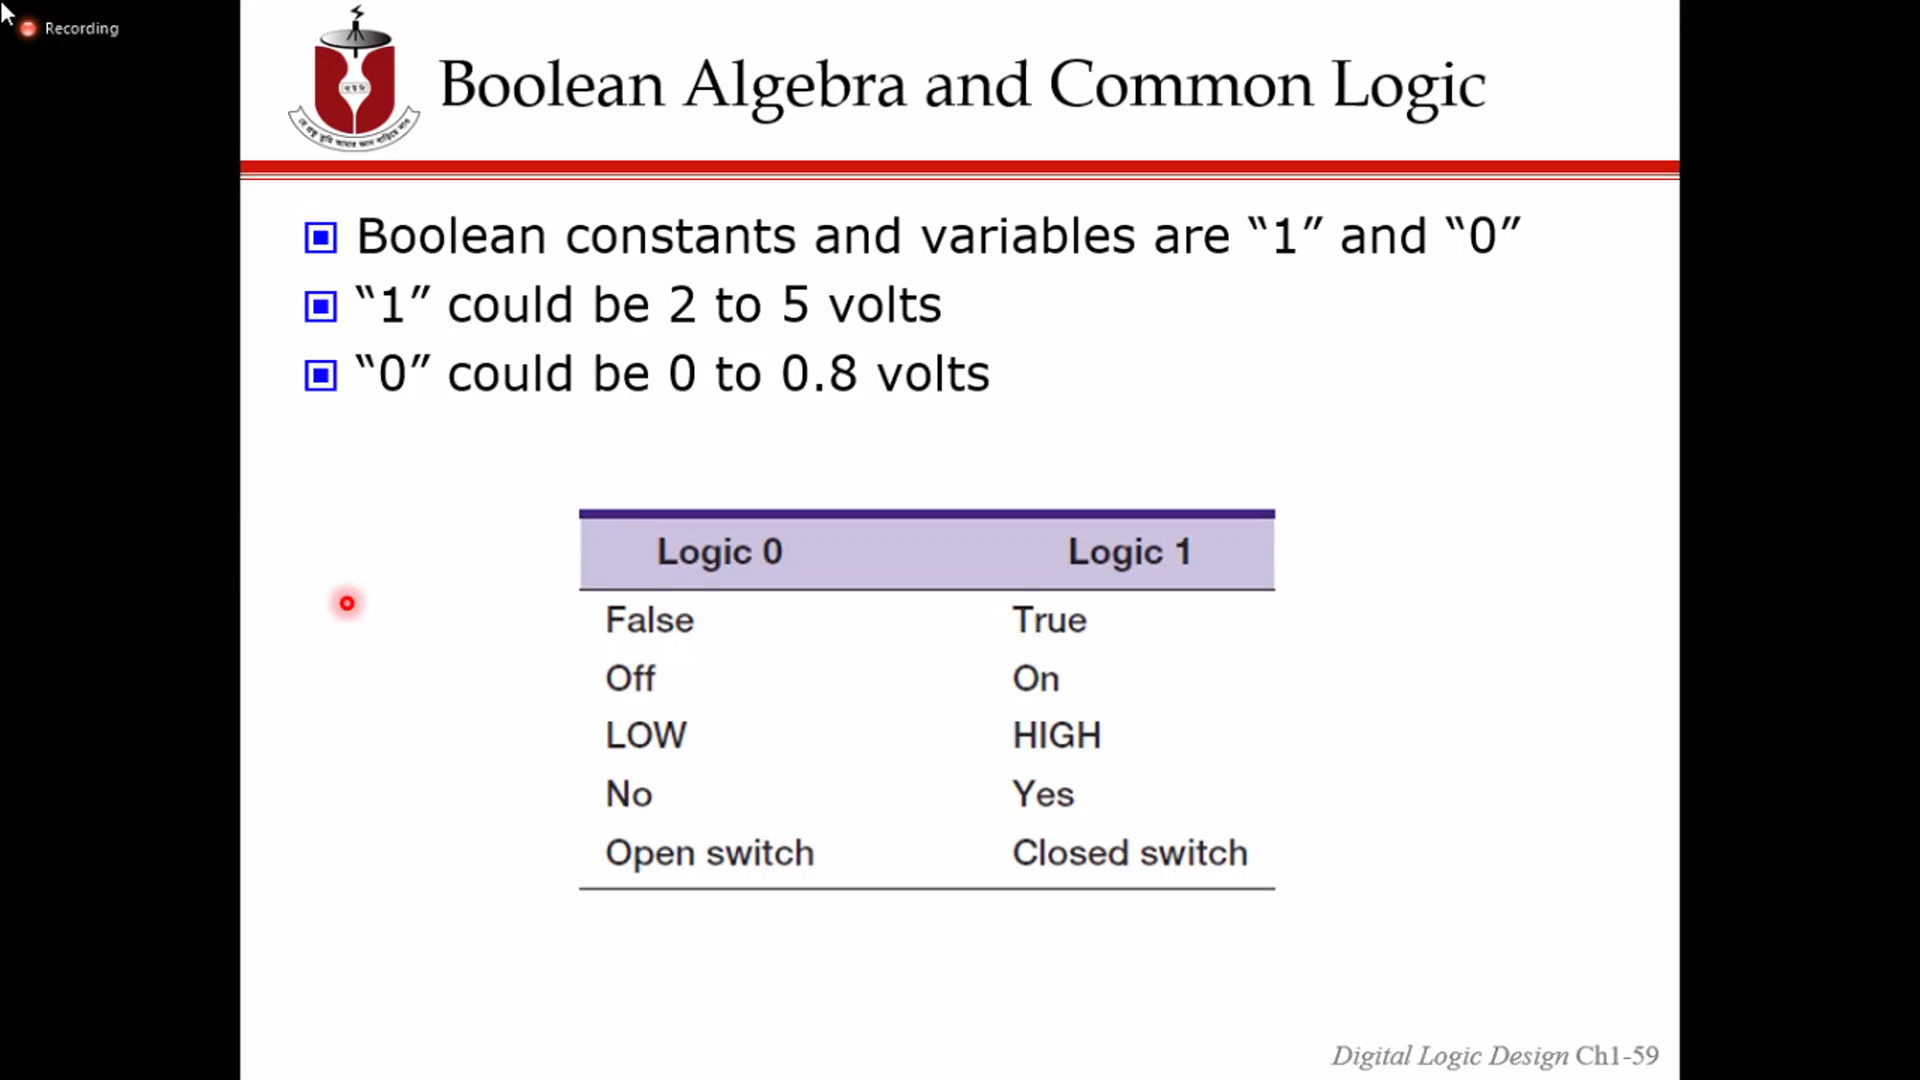 Recording
Boolean Algebra and Common Logic
Boolean constants and variables are “1” and “0”
“1” could be 2 to 5 volts
“0” could be 0 to 0.8 volts
Logic 0 Logic 1
False True
Off On
LOW HIGH
No Yes
Open switch Closed switch
Digital Logic Design Ch1-59